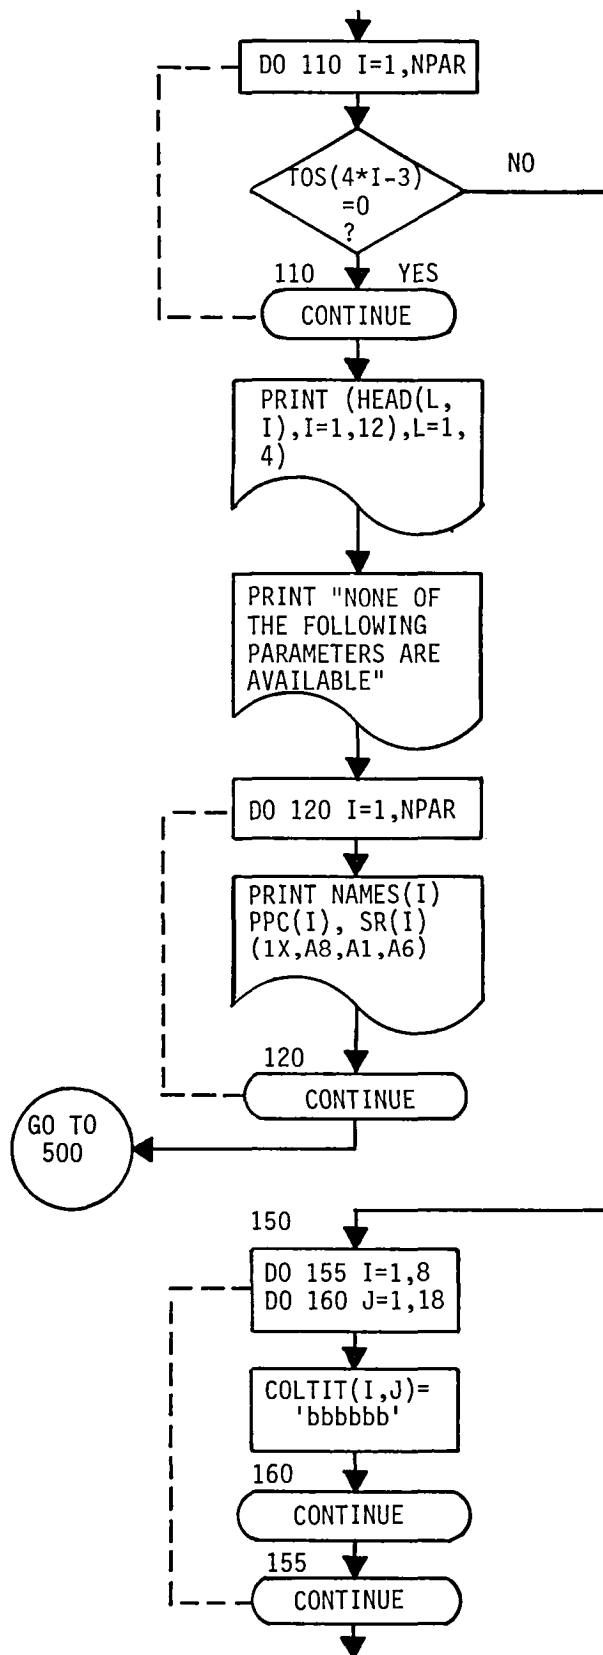 DO 110 I=1,NPAR
TOS(4*I-3)
=0
?
NO
110
YES
CONTINUE
PRINT (HEAD(L,
I),I=1,12),L=1,
4)
PRINT "NONE OF
THE FOLLOWING
PARAMETERS ARE
AVAILABLE"
DO 120 I=1,NPAR
PRINT NAMES(I)
PPC(I), SR(I)
(1X,A8,A1,A6)
120
CONTINUE
GO TO
500
150
DO 155 I=1,8
DO 160 J=1,18
COLTIT(I,J)=
'bbbbbb'
160
CONTINUE
155
CONTINUE